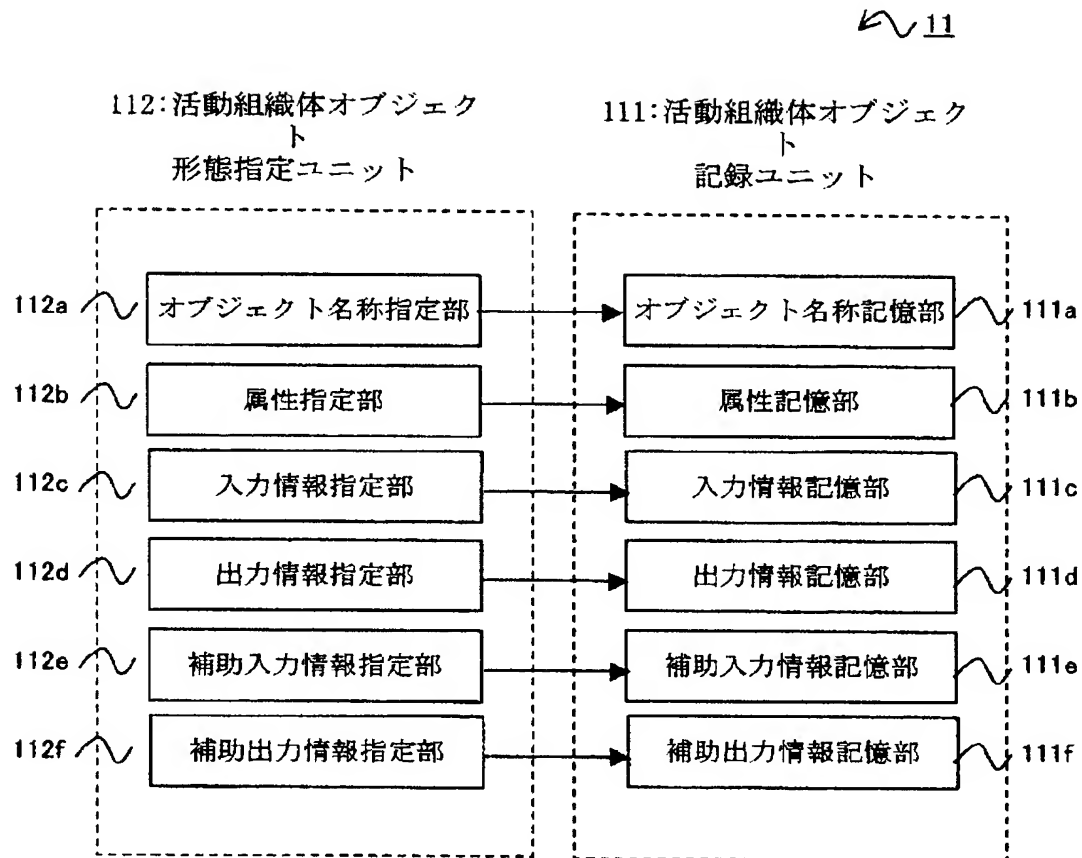 11
112:活動組織体オブジェク
ト
形態指定ユニット
111:活動組織体オブジェク
ト
記録ユニット
112a オブジェクト名称指定部 オブジェクト名称記憶部 111a
112b 属性指定部 属性記憶部 111b
112c 入力情報指定部 入力情報記憶部 111c
112d 出力情報指定部 出力情報記憶部 111d
112e 補助入力情報指定部 補助入力情報記憶部 111e
112f 補助出力情報指定部 補助出力情報記憶部 111f